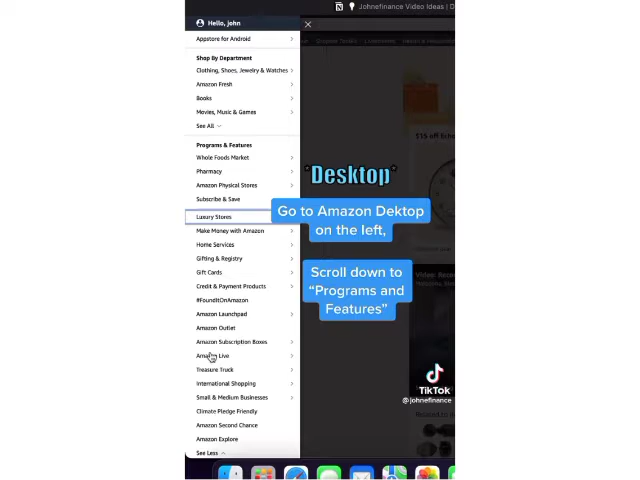 Johnefinance Video Ideas | D
Hello, john
Appstore for Android
Shop By Department
Clothing, Shoes, Jewelry & Watches
Amazon Fresh
Books
Movies, Music & Games
See All
Programs & Features
Whole Foods Market
Pharmacy
Amazon Physical Stores
Subscribe & Save
Luxury Stores
Make Money with Amazon
Home Services
Gifting & Registry
Gift Cards
Credit & Payment Products
#FoundItOnAmazon
Amazon Launchpad
Amazon Outlet
Amazon Subscription Boxes
Amazon Live
Treasure Truck
International Shopping
Small & Medium Businesses
Climate Pledge Friendly
Amazon Second Chance
Amazon Explore
See Less
$15 off
*Desktop*
Go to Amazon Dektop
on the left,
Scroll down to
“Programs and
Features”
TikTok
@johnefinance